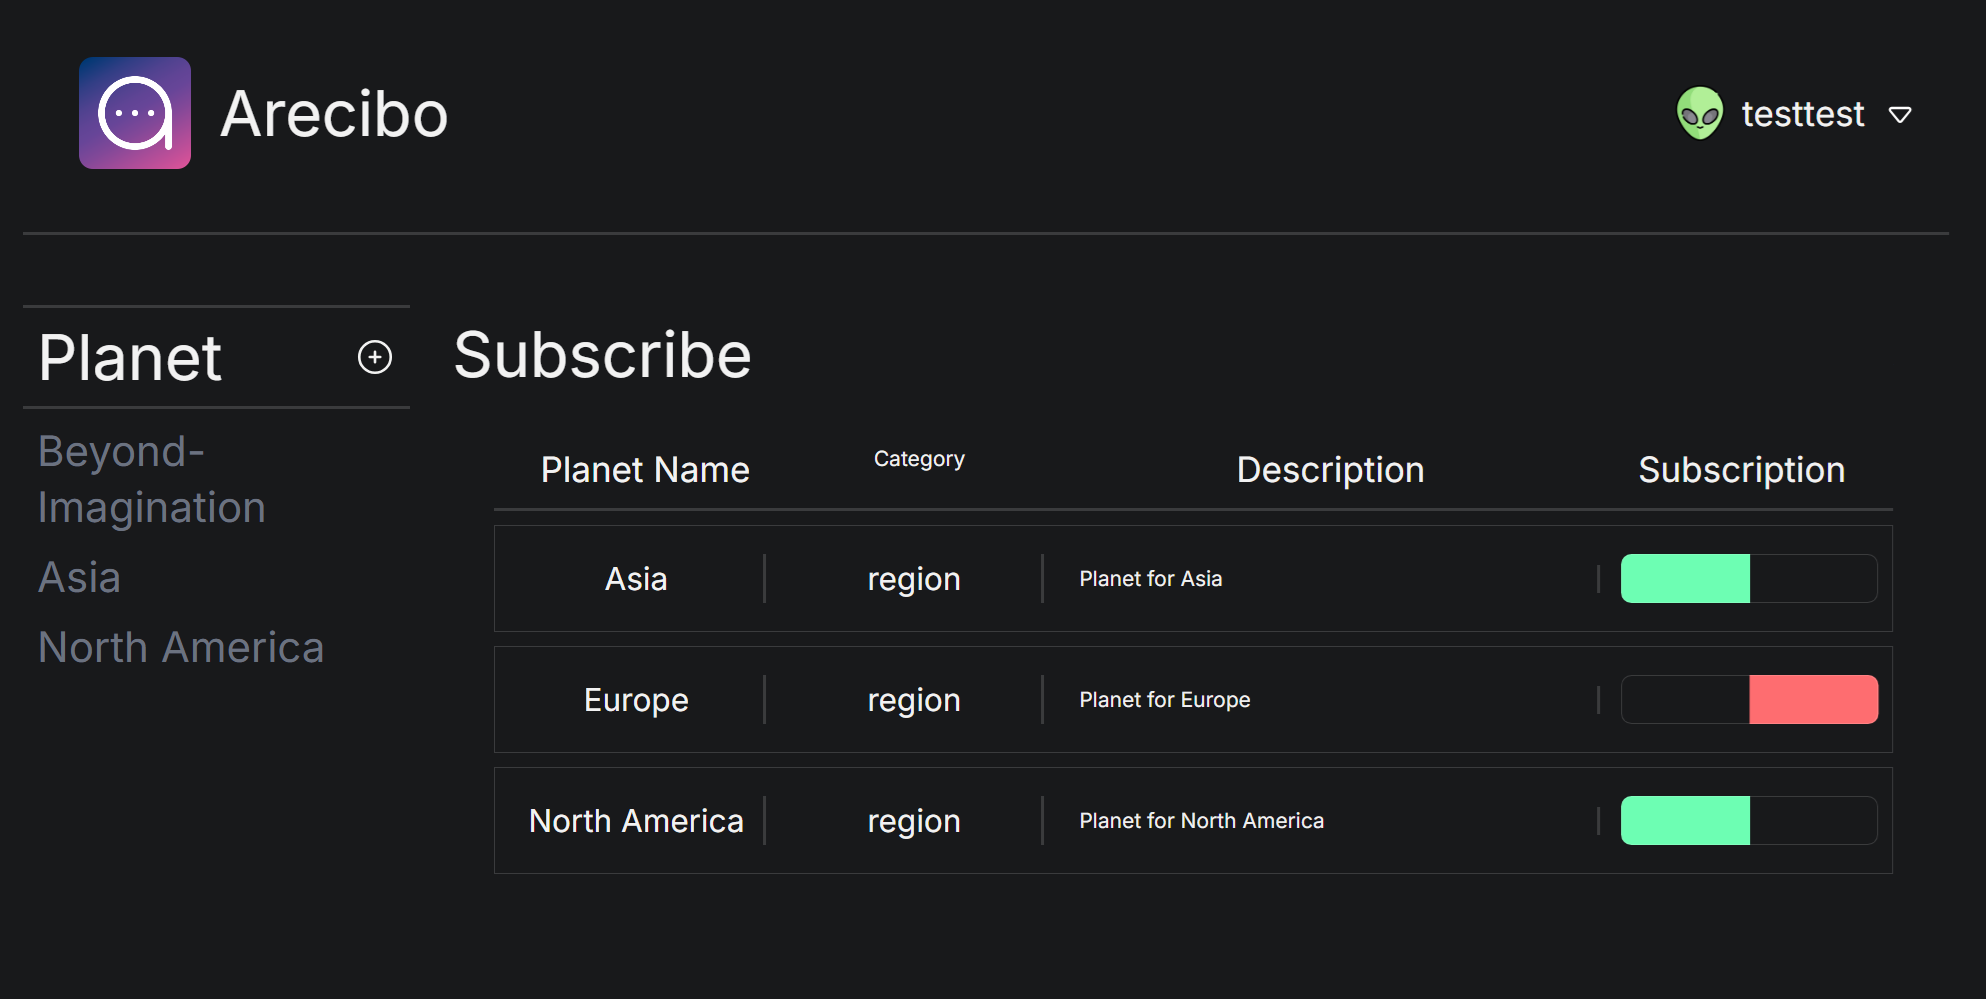 Arecibo
testtest
Planet
Beyond-
Imagination
Asia
North America
Subscribe
Planet Name Category Description Subscription
Asia region Planet for Asia
Europe region Planet for Europe
North America region Planet for North America